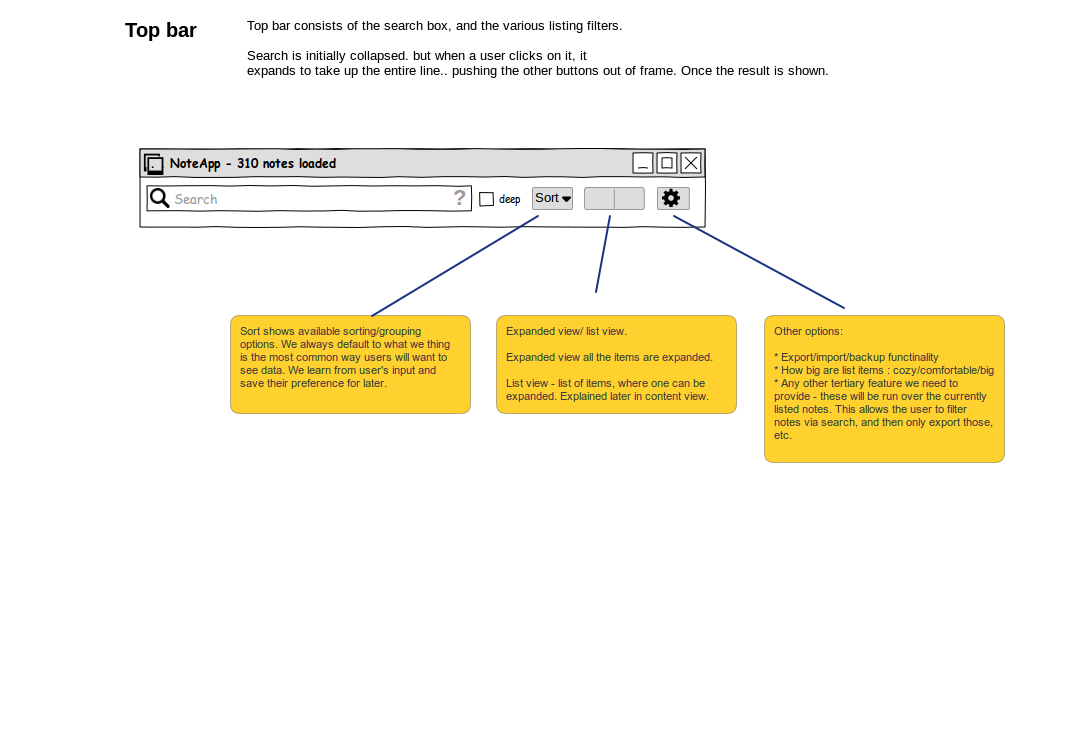 Top bar
Top bar consists of the search box, and the various listing filters.
Search is initially collapsed. but when a user clicks on it, it
expands to take up the entire line.. pushing the other buttons out of frame. Once the result is shown.
NoteApp - 310 notes loaded
Search ?
deep
Sort
Sort shows available sorting/grouping
options. We always default to what we thing
is the most common way users will want to
see data. We learn from user's input and
save their preference for later.
Expanded view/ list view.
Expanded view all the items are expanded.
List view - list of items, where one can be
expanded. Explained later in content view.
Other options:
* Export/import/backup functinality
* How big are list items : cozy/comfortable/big
* Any other tertiary feature we need to
provide - these will be run over the currently
listed notes. This allows the user to filter
notes via search, and then only export those,
etc.